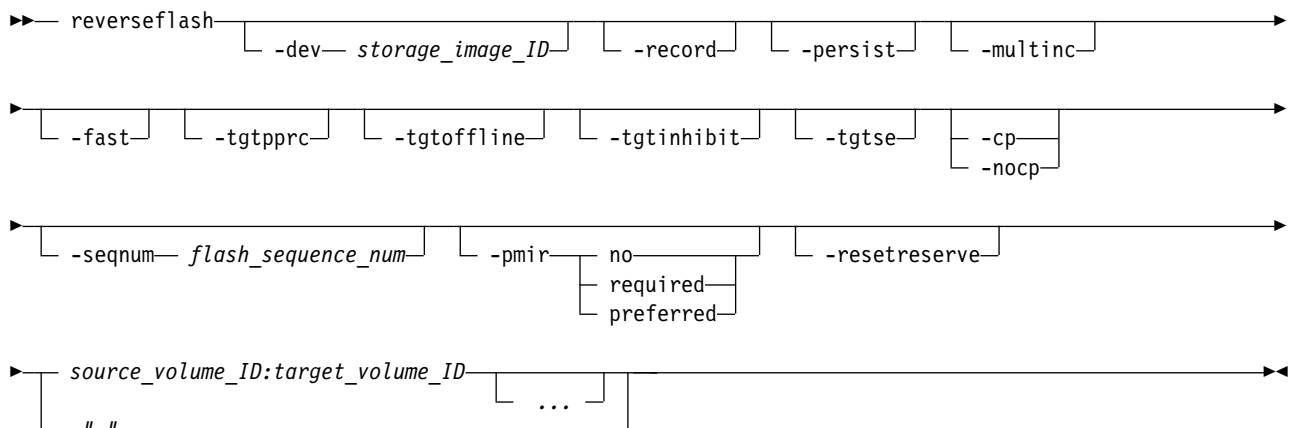 reverseflash
-dev storage_image_ID -record -persist -multinc
-fast -tgtpprc -tgtoffline -tgtinhibit -tgtse -cp
-nocp
-seqnum flash_sequence_num -pmir no -resetreserve
required
preferred
source_volume_ID:target_volume_ID
...